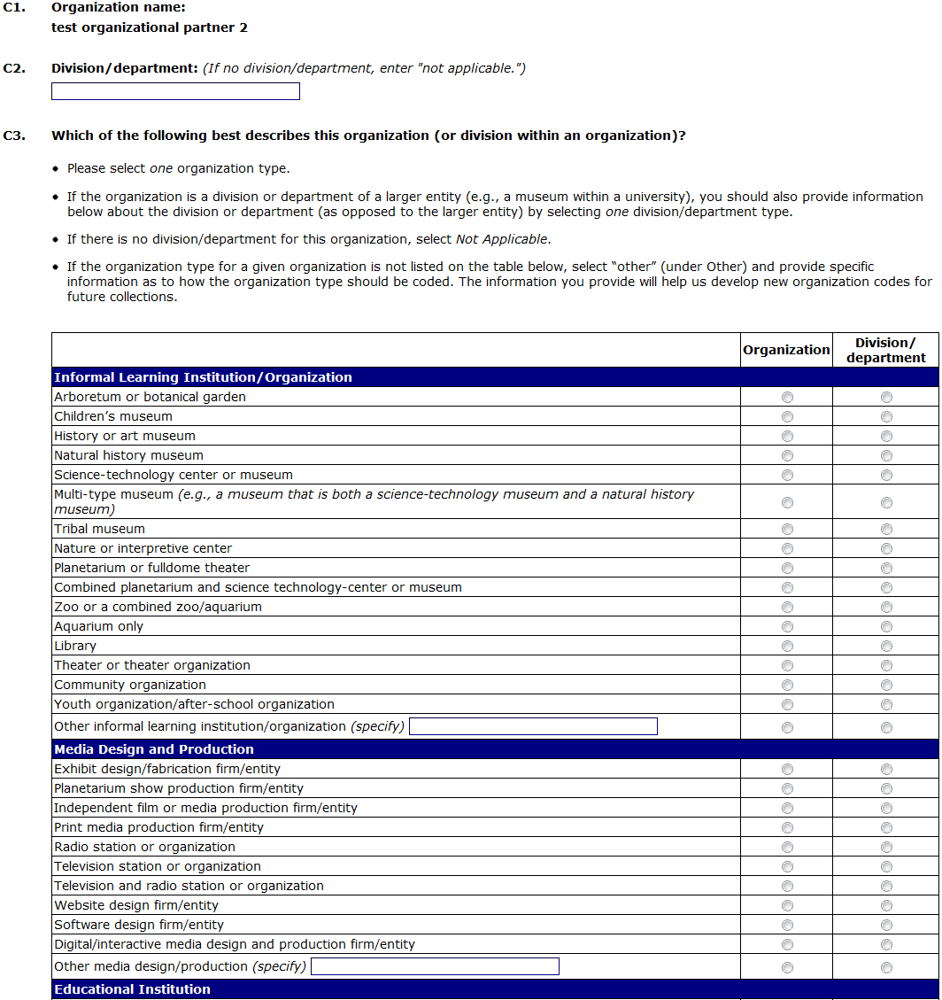 C1. Organization name:
test organizational partner 2
C2. Division/department: (If no division/department, enter "not applicable.")
C3. Which of the following best describes this organization (or division within an organization)?
• Please select one organization type.
• If the organization is a division or department of a larger entity (e.g., a museum within a university), you should also provide information
below about the division or department (as opposed to the larger entity) by selecting one division/department type.
• If there is no division/department for this organization, select Not Applicable.
• If the organization type for a given organization is not listed on the table below, select “other” (under Other) and provide specific
information as to how the organization type should be coded. The information you provide will help us develop new organization codes for
future collections.
Organization Division/
department
Informal Learning Institution/Organization
Arboretum or botanical garden
Children’s museum
History or art museum
Natural history museum
Science-technology center or museum
Multi-type museum (e.g., a museum that is both a science-technology museum and a natural history
museum)
Tribal museum
Nature or interpretive center
Planetarium or fulldome theater
Combined planetarium and science technology-center or museum
Zoo or a combined zoo/aquarium
Aquarium only
Library
Theater or theater organization
Community organization
Youth organization/after-school organization
Other informal learning institution/organization (specify)
Media Design and Production
Exhibit design/fabrication firm/entity
Planetarium show production firm/entity
Independent film or media production firm/entity
Print media production firm/entity
Radio station or organization
Television station or organization
Television and radio station or organization
Website design firm/entity
Software design firm/entity
Digital/interactive media design and production firm/entity
Other media design/production (specify)
Educational Institution